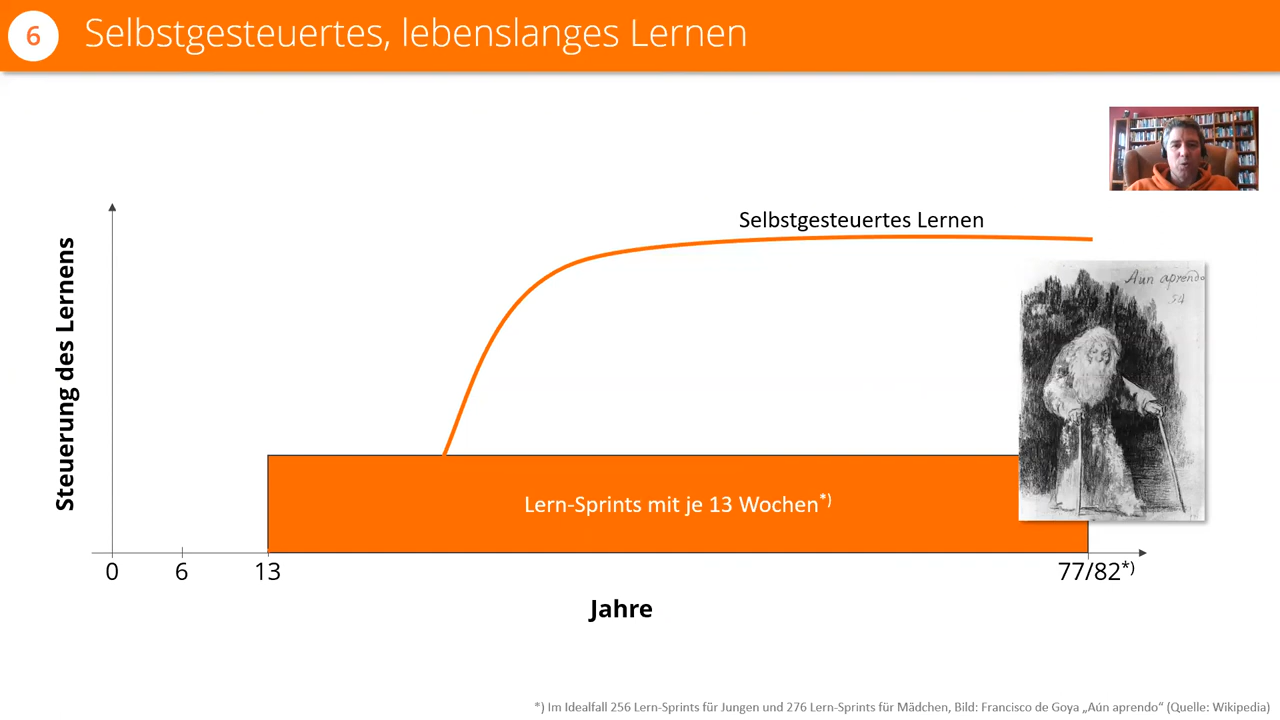 6
Selbstgesteuertes, lebenslanges Lernen
Selbstgesteuertes Lernen
Aun aprendo
54
Steuerung des Lernens
Lern-Sprints mit je 13 Wochen*)
0 6 13 77/82*)
Jahre
*) Im Idealfall 256 Lern-Sprints für Jungen und 276 Lern-Sprints für Mädchen, Bild: Francisco de Goya „Aún aprendo“ (Quelle: Wikipedia)